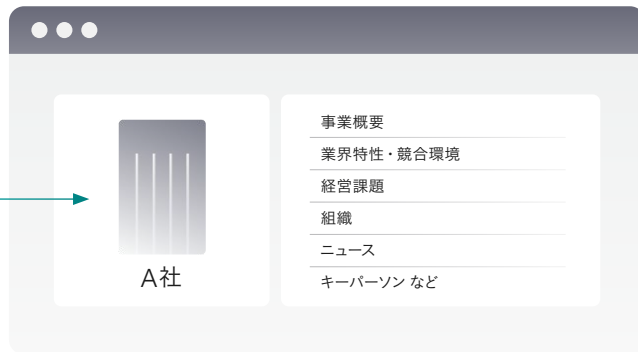 A社
事業概要
業界特性・競合環境
経営課題
組織
ニュース
キーパーソン など